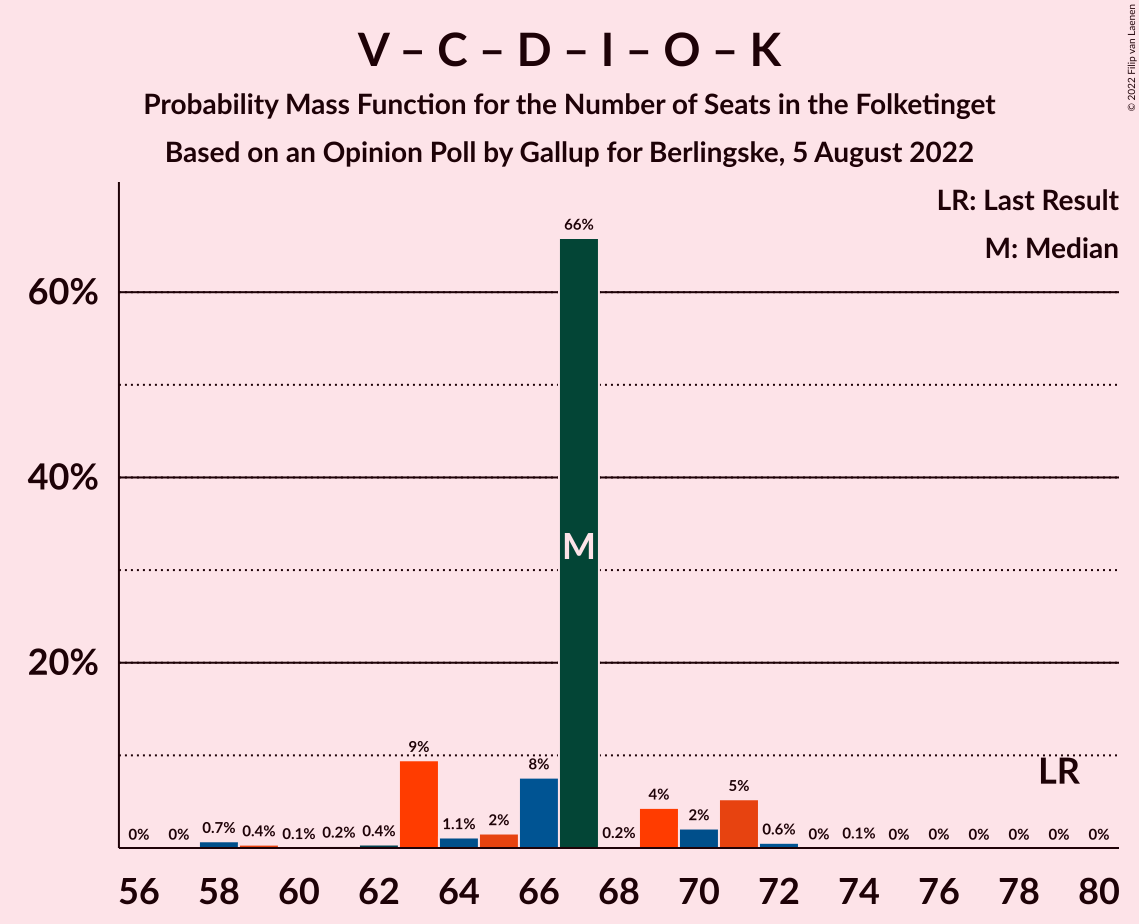 V – C – D – I – O – K
Probability Mass Function for the Number of Seats in the Folketinget
Based on an Opinion Poll by Gallup for Berlingske, 5 August 2022
© 2022 Filip van Laenen
LR: Last Result
M: Median
60%
40%
20%
0% 0% 0.7% 0.4% 0.1% 0.2% 0.4% 9% 1.1% 2% 8% 66% 0.2% 4% 2% 5% 0.6% 0% 0.1% 0% 0% 0% 0% 0% 0%
M
LR
56 58 60 62 64 66 68 70 72 74 76 78 80